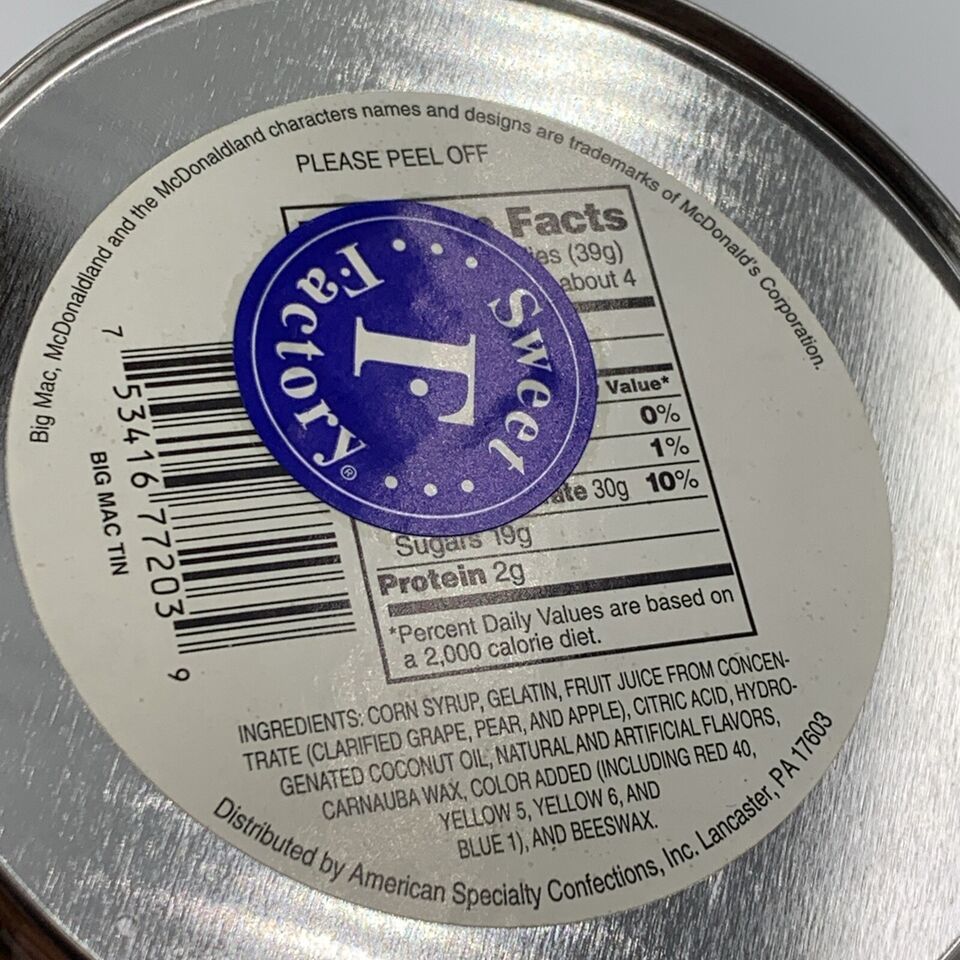 Big Mac, McDonaldland and the McDonaldland characters names and designs are trademarks of McDonald's Corporation.
PLEASE PEEL OFF
Facts
(39g)
about 4
Value*
0%
1%
30g 10%
Sugars 19g
Protein 2g
*Percent Daily Values are based on
a 2,000 calorie diet.
Sweet
Factory®
F
7 53416 77203 9
BIG MAC TIN
INGREDIENTS: CORN SYRUP, GELATIN, FRUIT JUICE FROM CONCEN-
TRATE (CLARIFIED GRAPE, PEAR, AND APPLE), CITRIC ACID, HYDRO-
GENATED COCONUT OIL, NATURAL AND ARTIFICIAL FLAVORS,
CARNAUBA WAX, COLOR ADDED (INCLUDING RED 40,
YELLOW 5, YELLOW 6, AND
BLUE 1), AND BEESWAX.
Distributed by American Specialty Confections, Inc. Lancaster, PA 17603